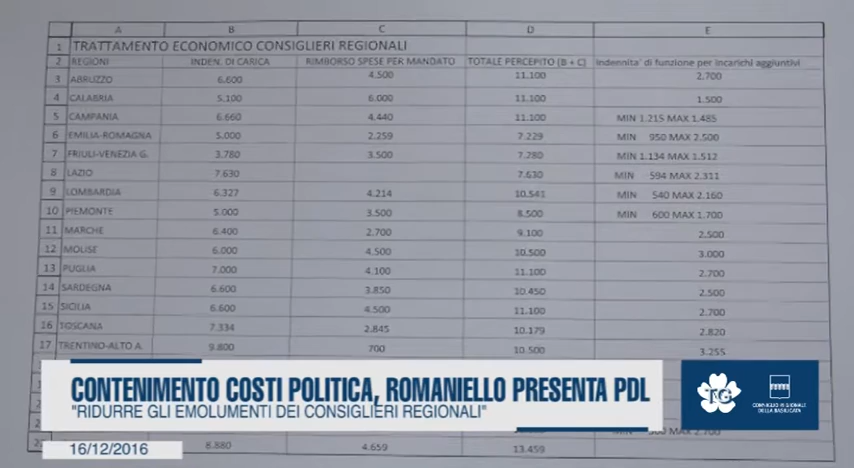 A B C D E
1 TRATTAMENTO ECONOMICO CONSIGLIERI REGIONALI
2 REGIONI INDEN. DI CARICA RIMBORSO SPESE PER MANDATO TOTALE PERCEPITO (B + C) Indennita' di funzione per incarichi aggiuntivi
3 ABRUZZO 6.600 4.500 11.100 2.700
4 CALABRIA 5.100 6.000 11.100 1.500
5 CAMPANIA 6.660 4.440 11.100 MIN 1.215 MAX 1.485
6 EMILIA-ROMAGNA 5.000 2.259 7.229 MIN 950 MAX 2.500
7 FRIULI-VENEZIA G. 3.780 3.500 7.280 MIN 1.134 MAX 1.512
8 LAZIO 7.630 7.630 MIN 594 MAX 2.311
9 LOMBARDIA 6.327 4.214 10.541 MIN 540 MAX 2.160
10 PIEMONTE 5.000 3.500 8.500 MIN 600 MAX 1.700
11 MARCHE 6.400 2.700 9.100 2.500
12 MOLISE 6.000 4.500 10.500 3.000
13 PUGLIA 7.000 4.100 11.100 2.700
14 SARDEGNA 6.600 3.850 10.450 2.500
15 SICILIA 6.600 4.500 11.100 2.700
16 TOSCANA 7.334 2.845 10.179 2.820
17 TRENTINO-ALTO A. 9.800 700 10.500 3.255
CONTENIMENTO COSTI POLITICA, ROMANIELLO PRESENTA PDL
"RIDURRE GLI EMOLUMENTI DEI CONSIGLIERI REGIONALI"
TG
CONSIGLIO REGIONALE
DELLA BASILICATA
MAX 2.700
16/12/2016
8.880 4.659 13.459